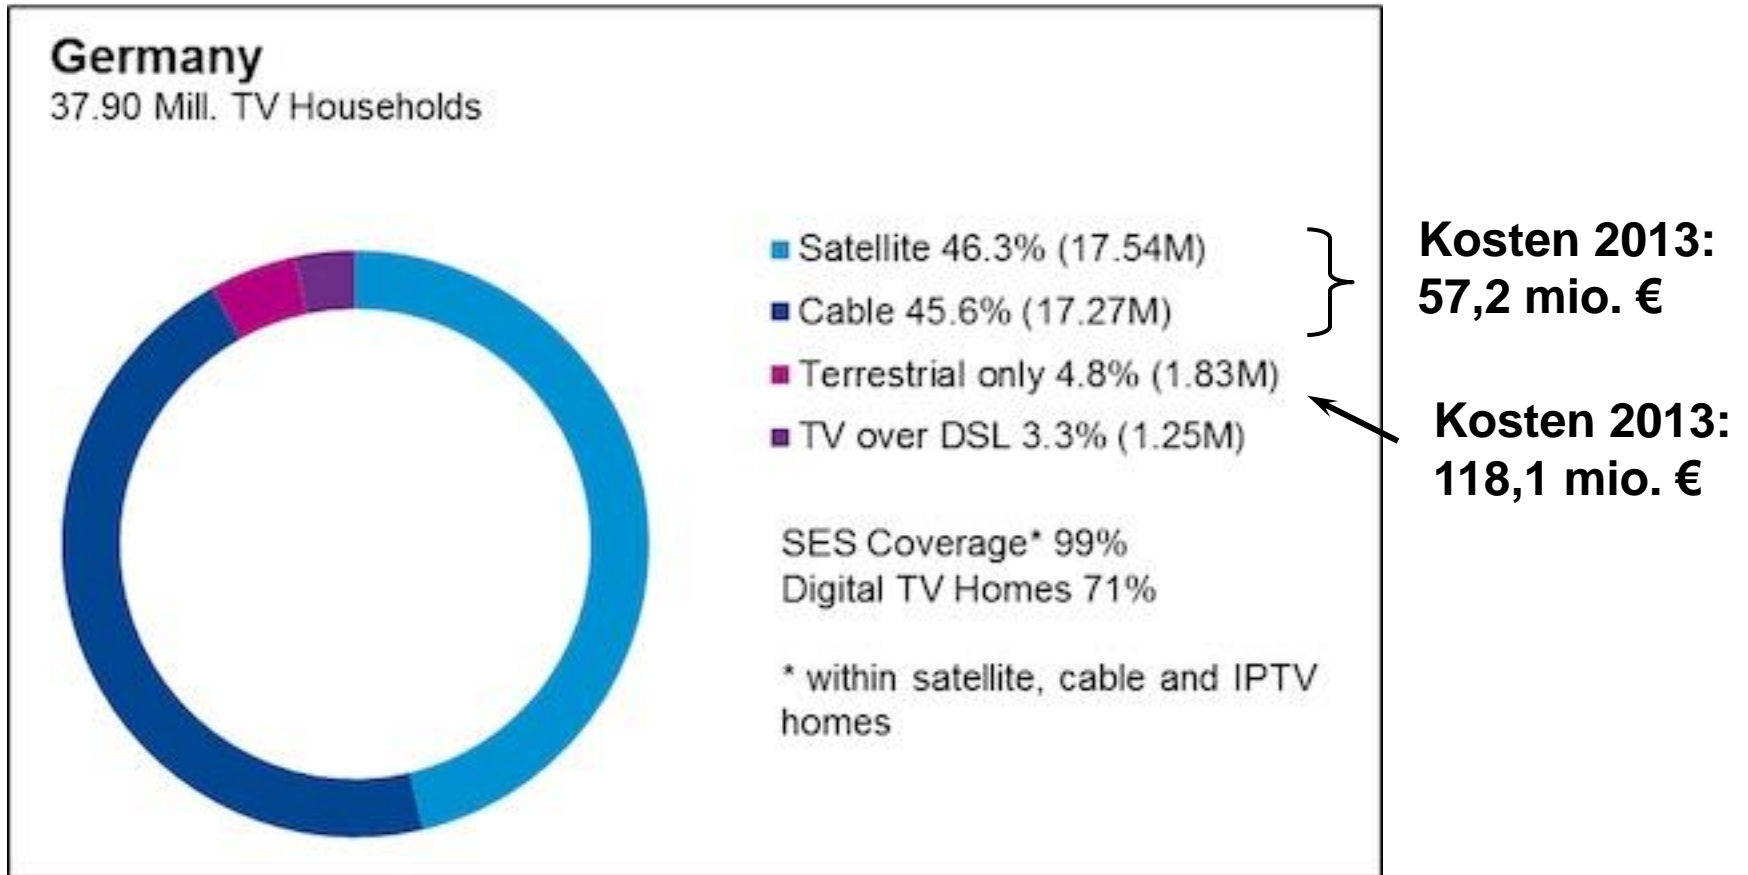 Germany
37.90 Mill. TV Households
Satellite 46.3% (17.54M)
Cable 45.6% (17.27M)
Terrestrial only 4.8% (1.83M)
TV over DSL 3.3% (1.25M)
SES Coverage* 99%
Digital TV Homes 71%
* within satellite, cable and IPTV
homes
Kosten 2013:
57,2 mio. €
Kosten 2013:
118,1 mio. €